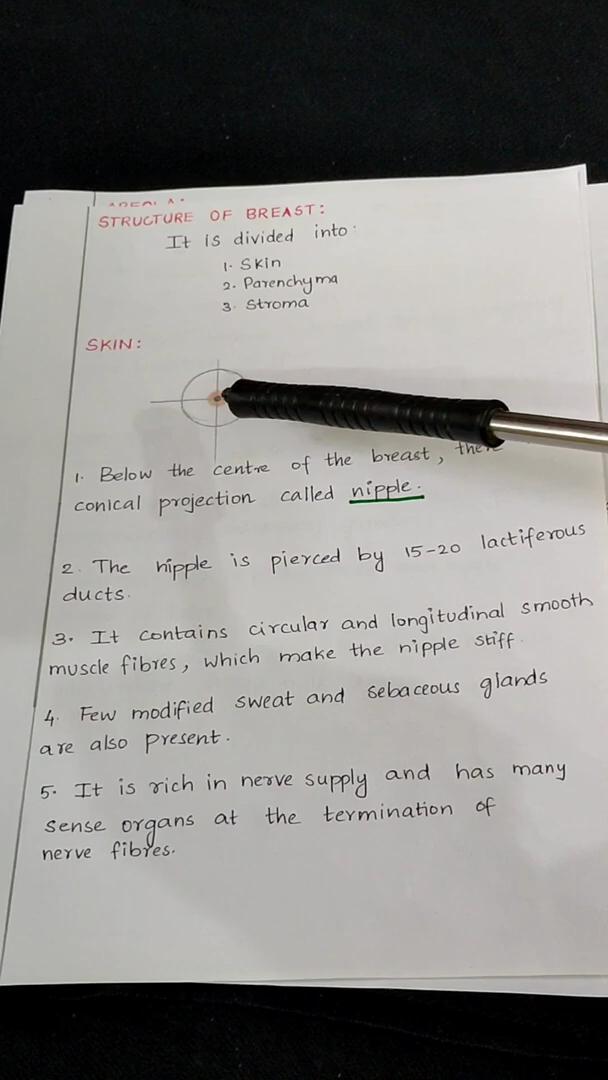 STRUCTURE OF BREAST:
It is divided into:
1. Skin
2. Parenchyma
3. Stroma
SKIN:
1. Below the centre of the breast,
conical projection called nipple.
2. The nipple is pierced by 15-20 lactiferous
ducts.
3. It contains circular and longitudinal smooth
muscle fibres, which make the nipple stiff.
4. Few modified sweat and sebaceous glands
are also present.
5. It is rich in nerve supply and has many
sense organs at the termination of
nerve fibres.